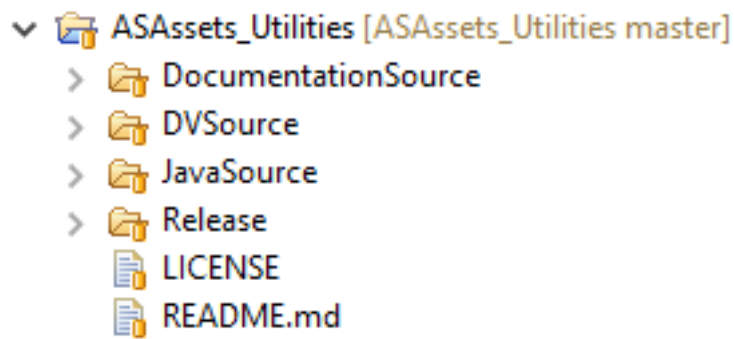 ASAssets_Utilities [ASAssets_Utilities master]
DocumentationSource
DVSource
JavaSource
Release
LICENSE
README.md